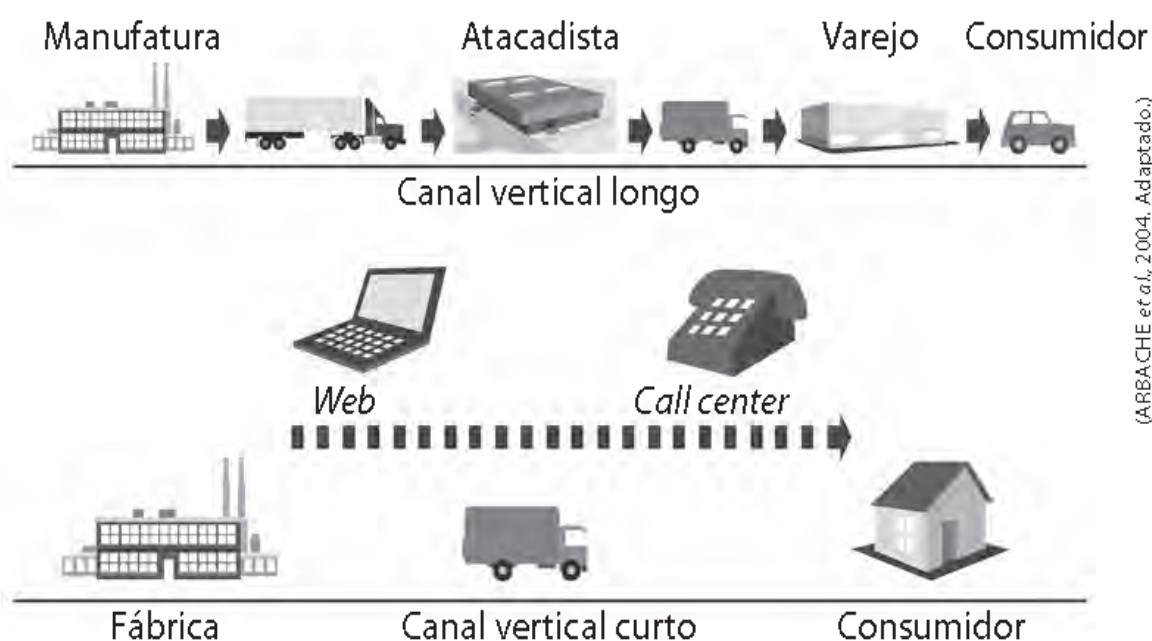 Manufatura Atacadista Varejo Consumidor
Canal vertical longo
Web Call center
Fábrica Canal vertical curto Consumidor
(ARBACHE et al., 2004. Adaptado.)